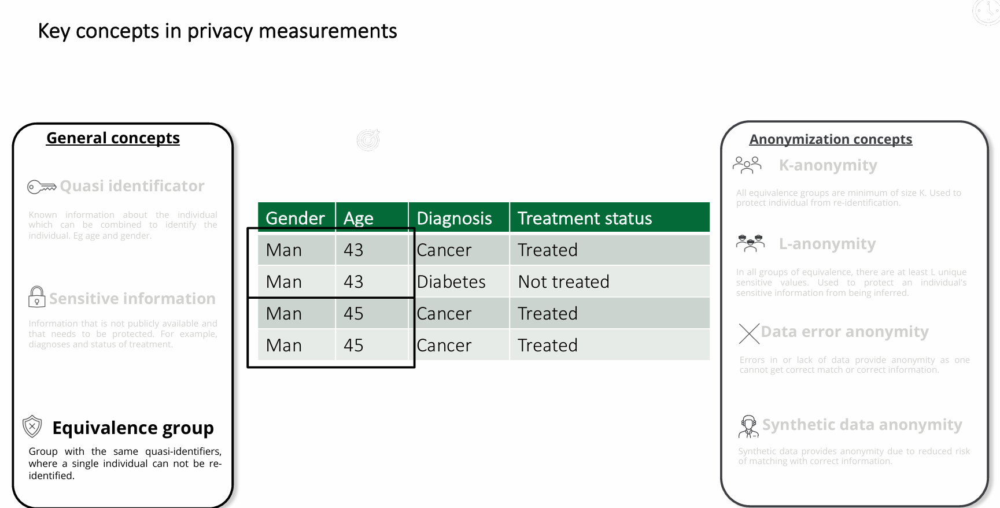 Key concepts in privacy measurements
General concepts
Quasi identificator
Known information about the individual
which can be combined to identify the
individual. Eg age and gender.
Sensitive information
Information that is not publicly available and
that needs to be protected. For example,
diagnoses and status of treatment.
Equivalence group
Group with the same quasi-identifiers,
where a single individual can not be re-
identified.
Gender Age Diagnosis Treatment status
Man 43 Cancer Treated
Man 43 Diabetes Not treated
Man 45 Cancer Treated
Man 45 Cancer Treated
Anonymization concepts
K-anonymity
All equivalence groups are minimum of size K. Used to
protect individual from re-identification.
L-anonymity
In all groups of equivalence, there are at least L unique
sensitive values. Used to protect an individual's
sensitive information from being inferred.
Data error anonymity
Errors in or lack of data provide anonymity as one
cannot get correct match or correct information.
Synthetic data anonymity
Synthetic data provides anonymity due to reduced risk
of matching with correct information.